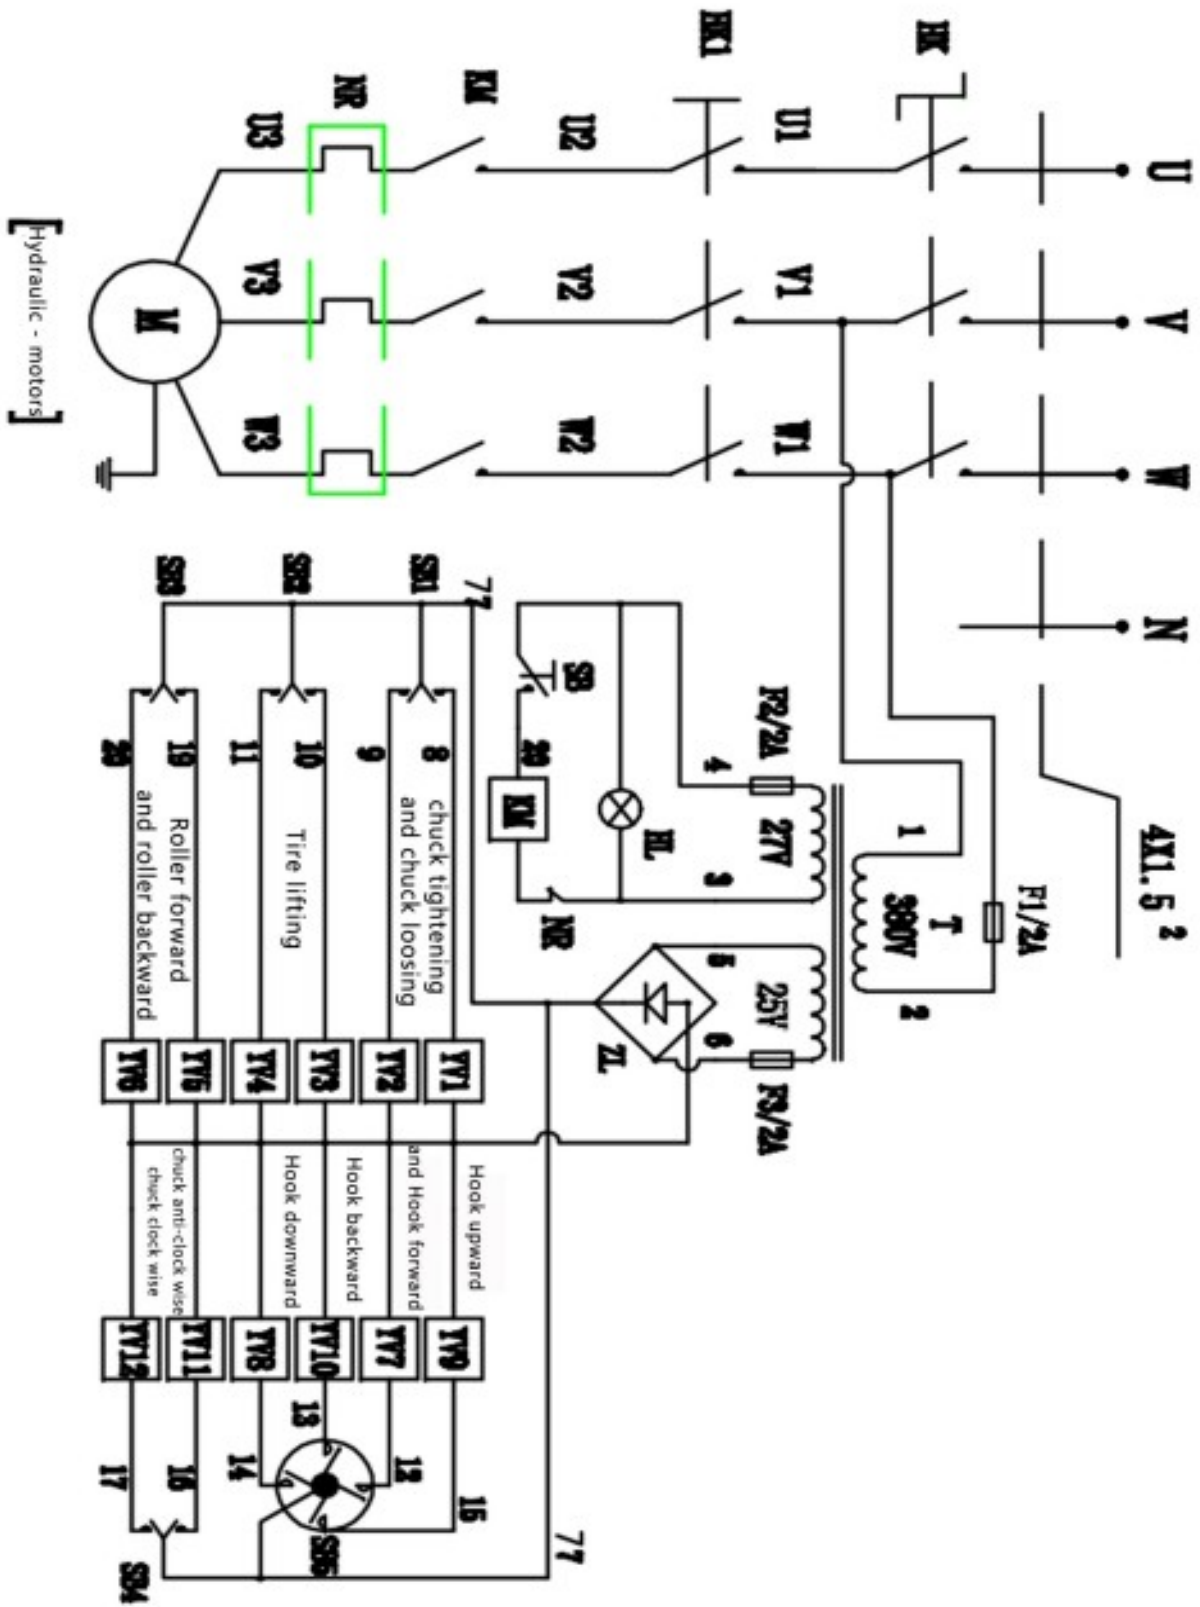 U
V
W
N
4X1.5 2
F1/2A
HK
T
380V
1
2
U1
V1
W1
HK1
F2/2A
27V
25V
F3/2A
4
3
5
6
HL
ZL
U2
V2
W2
SB
20
KM
NR
77
77
KM
NR
U3
V3
W3
M
[Hydraulic - motors]
SB1
8
9
chuck tightening
and chuck loosing
YV1
YV2
SB2
10
11
Tire lifting
YV3
YV4
SB3
19
20
Roller forward
and roller backward
YV5
YV6
Hook upward
and Hook forward
Hook backward
Hook downward
chuck anti-clock wise
chuck clock wise
YV9
YV7
YV10
YV8
YV11
YV12
15
12
13
14
SB5
16
17
SB4